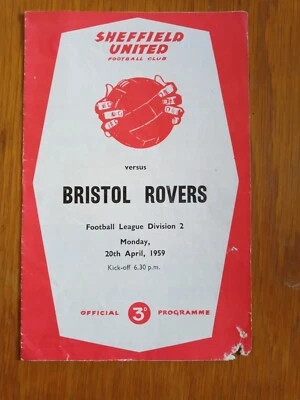 SHEFFIELD
UNITED
FOOTBALL CLUB
versus
BRISTOL ROVERS
Football League Division 2
Monday,
20th April, 1959
Kick-off 6.30 p.m.
OFFICIAL 3D PROGRAMME